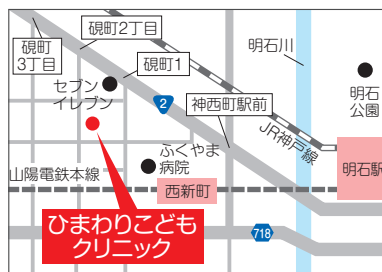 硯町2丁目
硯町
3丁目
硯町1
セブン
イレブン
2
神西町駅前
明石川
明石
公園
JR神戸線
ふくやま
病院
山陽電鉄本線
西新町
明石駅
ひまわりこども
クリニック
718